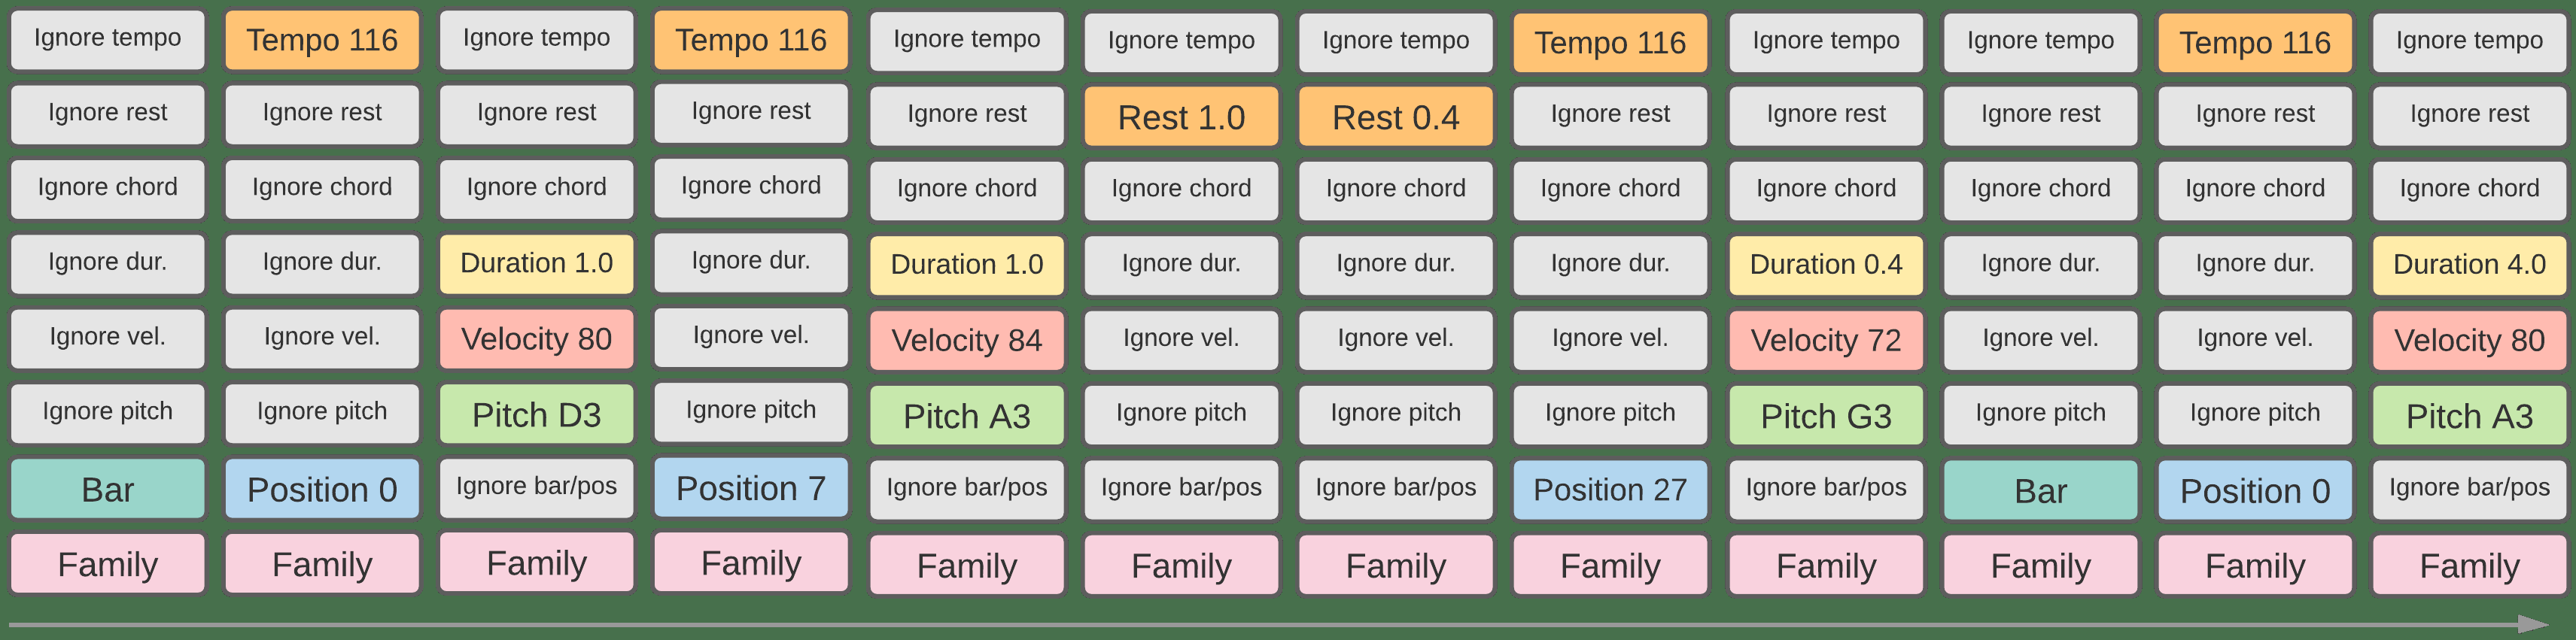 Ignore tempo Tempo 116 Ignore tempo Tempo 116 Ignore tempo Ignore tempo Ignore tempo Tempo 116 Ignore tempo Ignore tempo Tempo 116 Ignore tempo
Ignore rest Ignore rest Ignore rest Ignore rest Ignore rest Rest 1.0 Rest 0.4 Ignore rest Ignore rest Ignore rest Ignore rest Ignore rest
Ignore chord Ignore chord Ignore chord Ignore chord Ignore chord Ignore chord Ignore chord Ignore chord Ignore chord Ignore chord Ignore chord Ignore chord
Ignore dur. Ignore dur. Duration 1.0 Ignore dur. Duration 1.0 Ignore dur. Ignore dur. Ignore dur. Duration 0.4 Ignore dur. Ignore dur. Duration 4.0
Ignore vel. Ignore vel. Velocity 80 Ignore vel. Velocity 84 Ignore vel. Ignore vel. Ignore vel. Velocity 72 Ignore vel. Ignore vel. Velocity 80
Ignore pitch Ignore pitch Pitch D3 Ignore pitch Pitch A3 Ignore pitch Ignore pitch Ignore pitch Pitch G3 Ignore pitch Ignore pitch Pitch A3
Bar Position 0 Ignore bar/pos Position 7 Ignore bar/pos Ignore bar/pos Ignore bar/pos Position 27 Ignore bar/pos Bar Position 0 Ignore bar/pos
Family Family Family Family Family Family Family Family Family Family Family Family